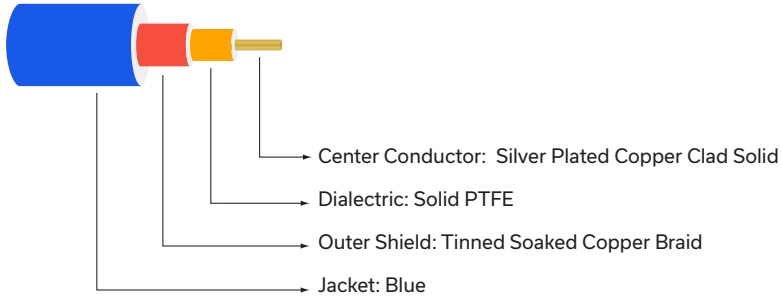 Center Conductor: Silver Plated Copper Clad Solid
Dialectric: Solid PTFE
Outer Shield: Tinned Soaked Copper Braid
Jacket: Blue